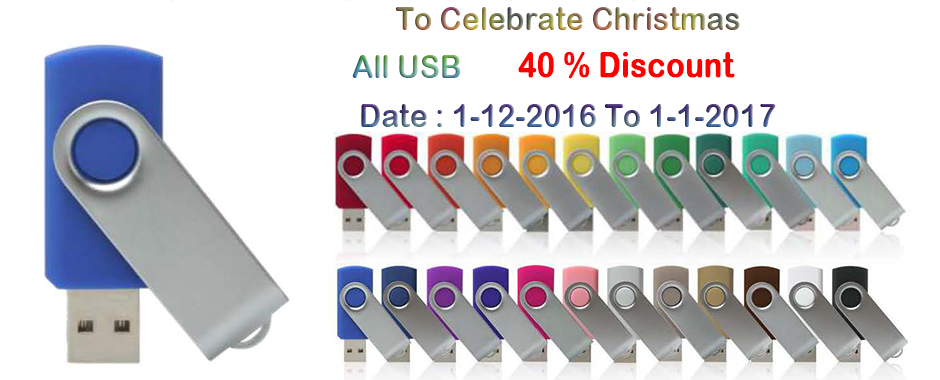 To Celebrate Christmas
All USB 40 % Discount
Date : 1-12-2016 To 1-1-2017